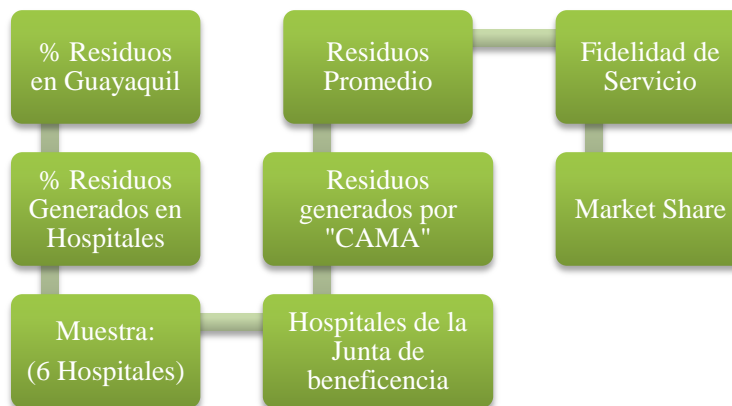 % Residuos
en Guayaquil
% Residuos
Generados en
Hospitales
Muestra:
(6 Hospitales)
Hospitales de la
Junta de
beneficencia
Residuos
generados por
"CAMA"
Residuos
Promedio
Fidelidad de
Servicio
Market Share